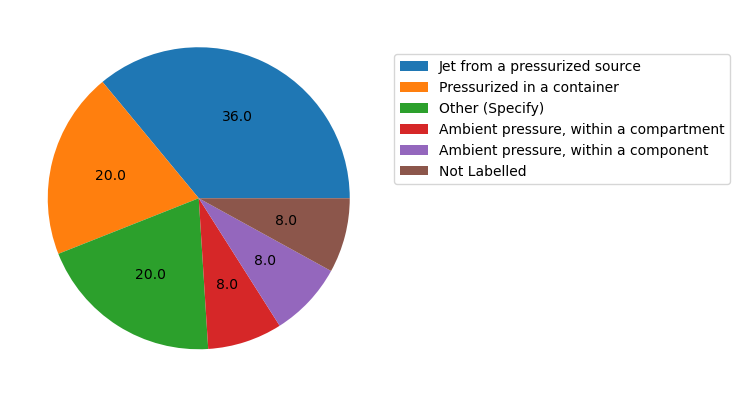 36.0
20.0
20.0
8.0
8.0
8.0
Jet from a pressurized source
Pressurized in a container
Other (Specify)
Ambient pressure, within a compartment
Ambient pressure, within a component
Not Labelled